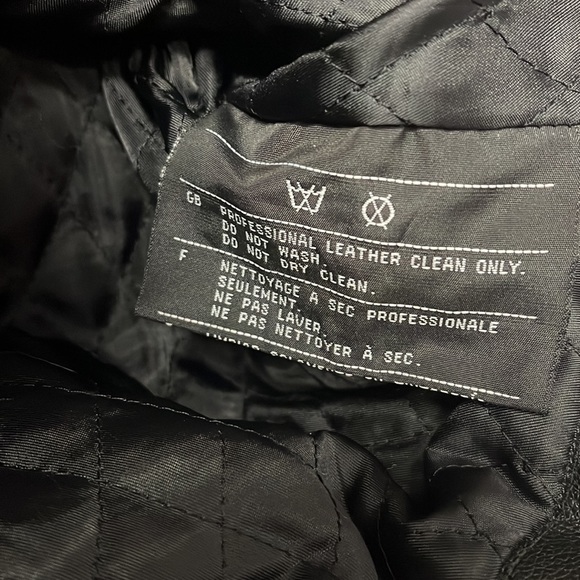 GB PROFESSIONAL LEATHER CLEAN ONLY.
DO NOT WASH.
DO NOT DRY CLEAN.
F NETTOYAGE A SEC PROFESSIONALE
SEULEMENT.
NE PAS LAVER.
NE PAS NETTOYER À SEC.